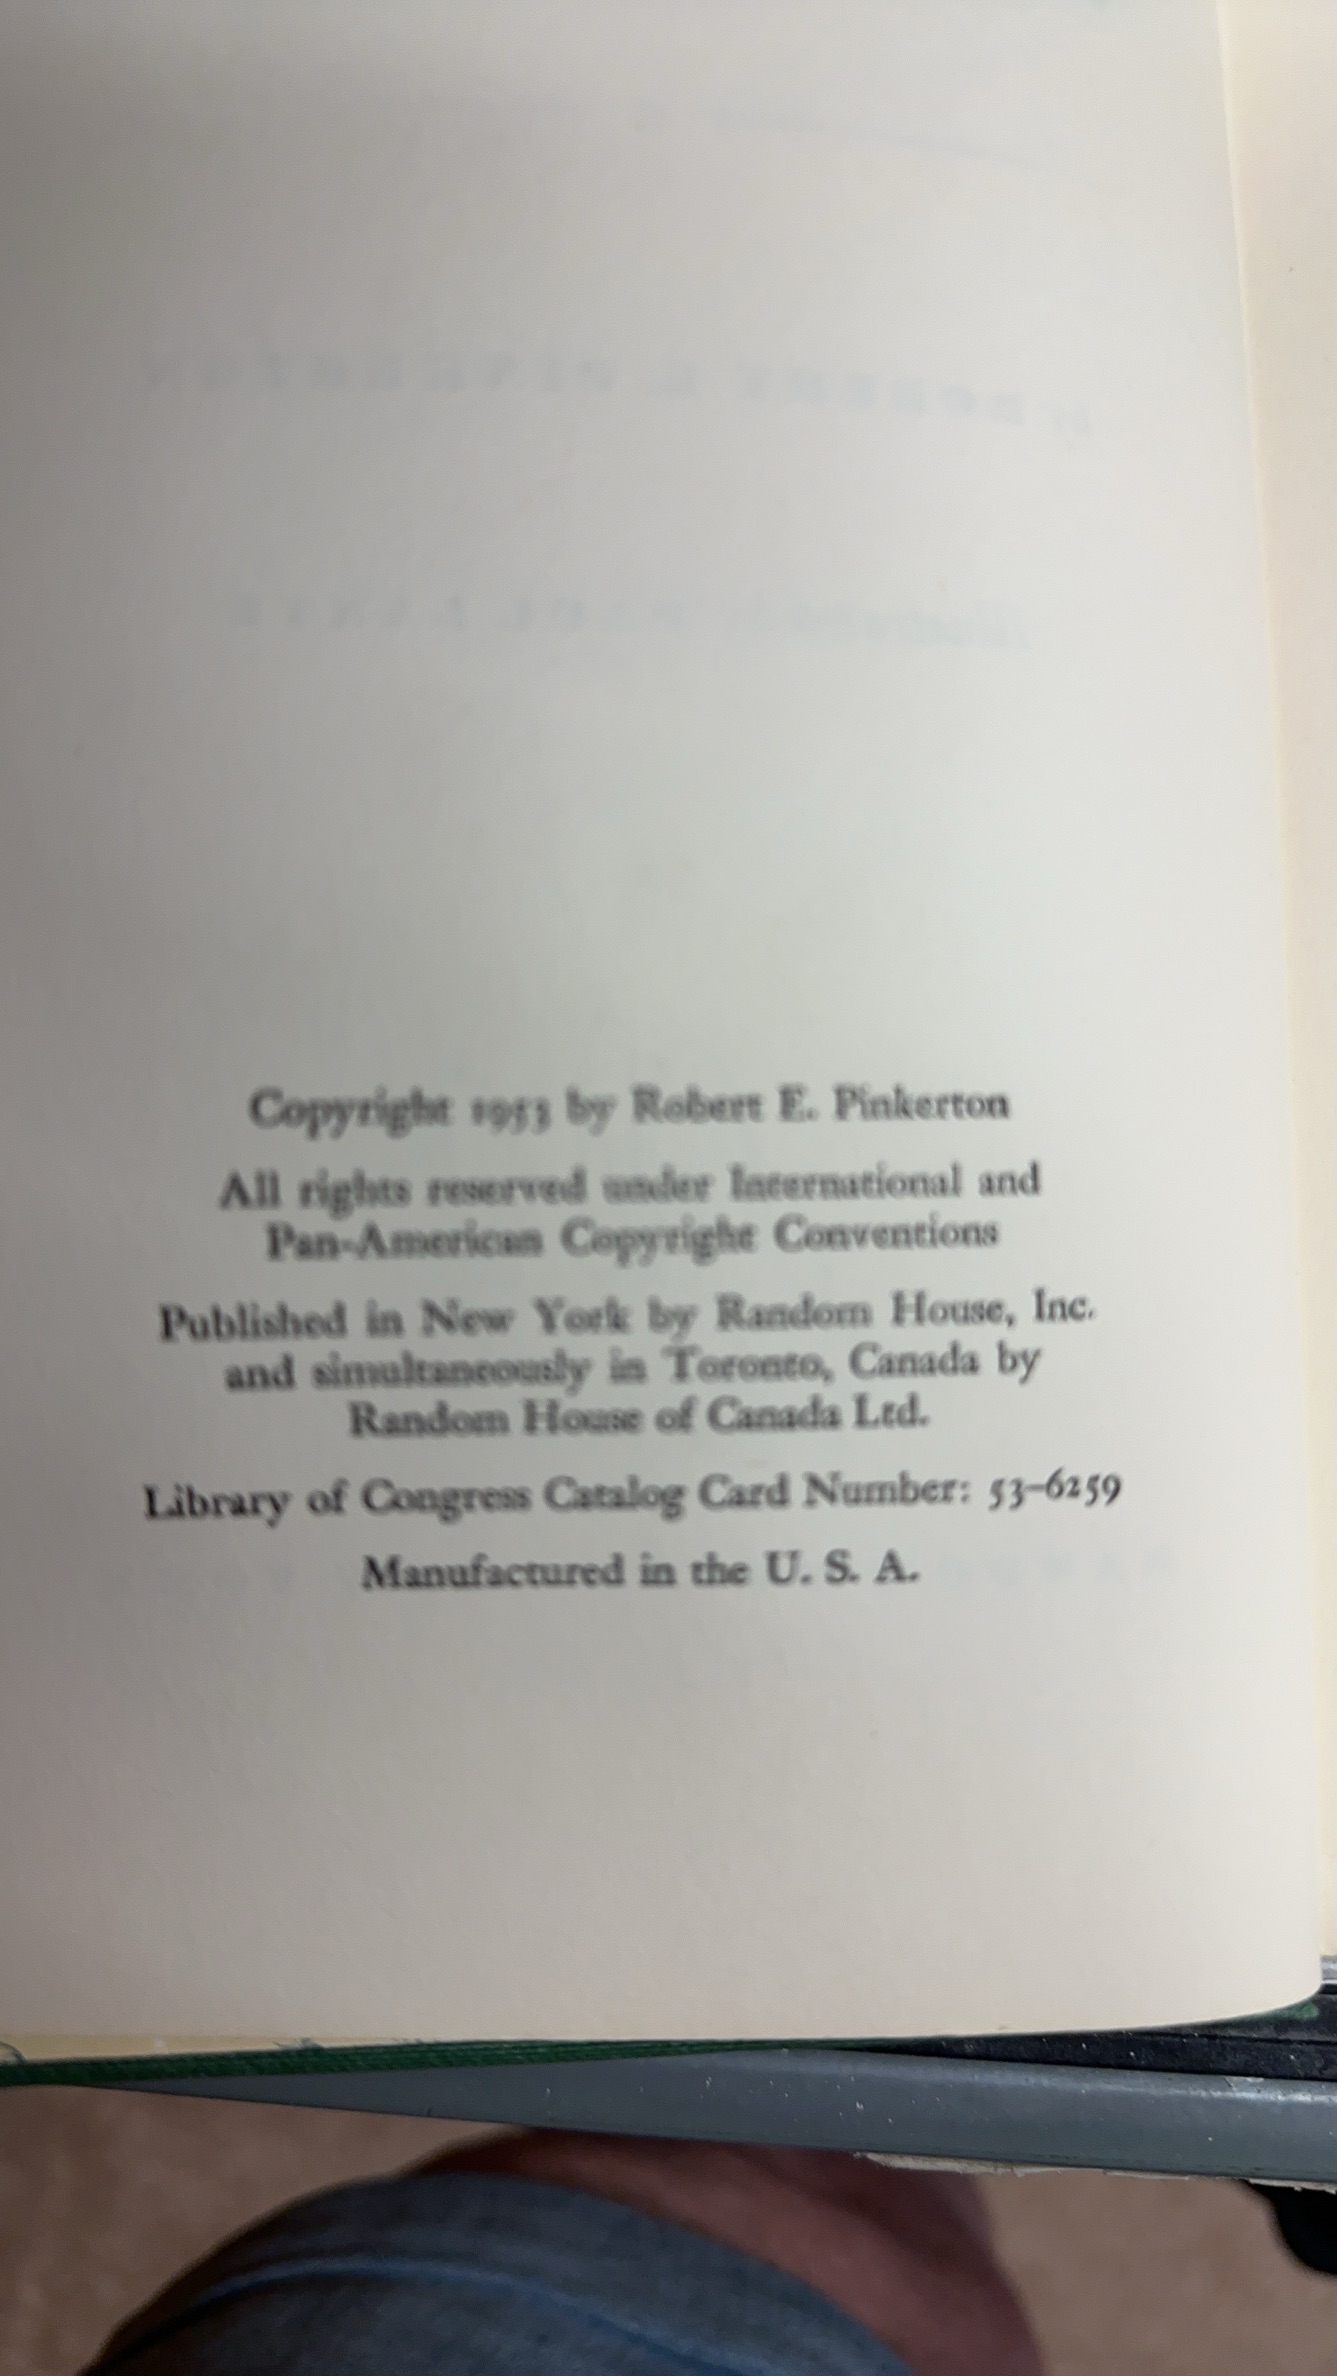 Copyright 1953 by Robert E. Pinkerton
All rights reserved under International and
Pan-American Copyright Conventions
Published in New York by Random House, Inc.
and simultaneously in Toronto, Canada by
Random House of Canada Ltd.
Library of Congress Catalog Card Number: 53-6259
Manufactured in the U. S. A.